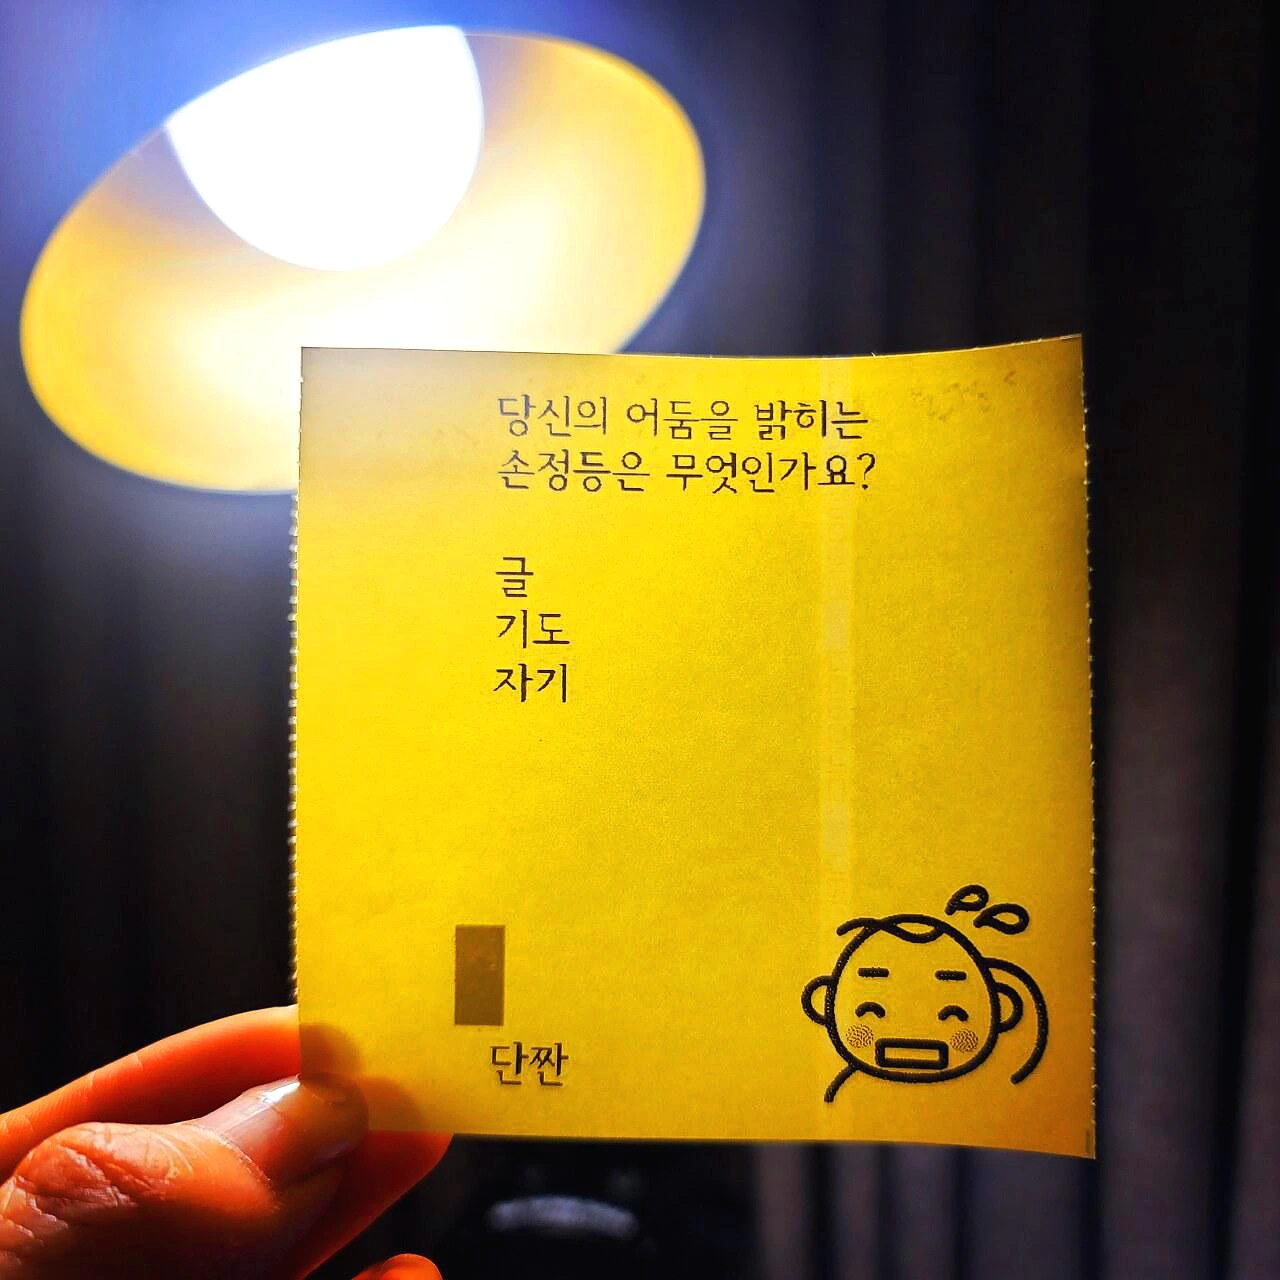 당신의 어둠을 밝히는
손정등은 무엇인가요?
글
기도
자기
단짠